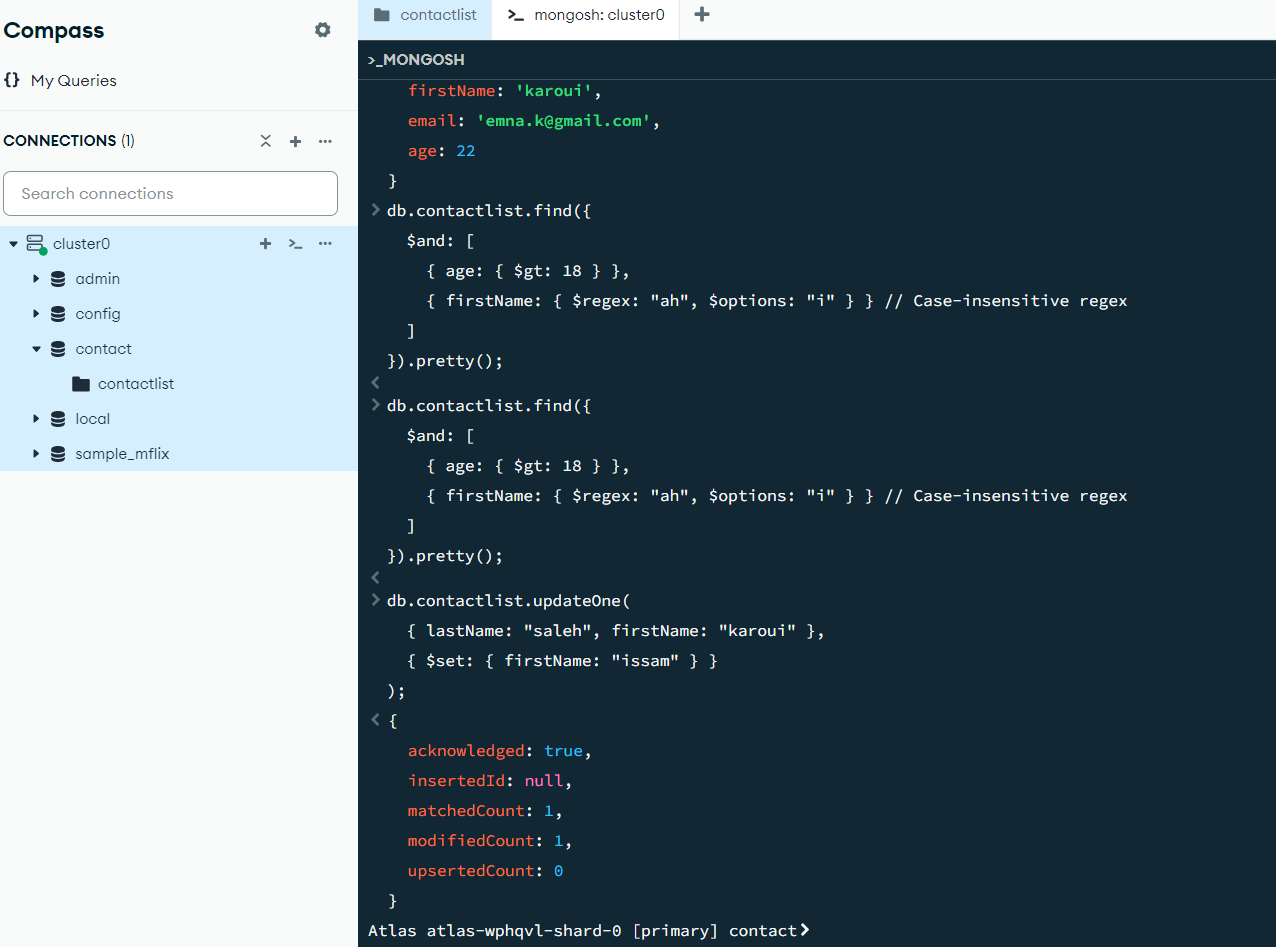 Compass
{} My Queries
CONNECTIONS (1)
Search connections
cluster0
admin
config
contact
contactlist
local
sample_mflix
contactlist
mongosh: cluster0
>_MONGOSH
firstName: 'karoui',
email: 'emna.k@gmail.com',
age: 22
}
> db.contactlist.find({
$and: [
{ age: { $gt: 18 } },
{ firstName: { $regex: "ah", $options: "i" } } // Case-insensitive regex
]
}).pretty();
<
> db.contactlist.find({
$and: [
{ age: { $gt: 18 } },
{ firstName: { $regex: "ah", $options: "i" } } // Case-insensitive regex
]
}).pretty();
<
> db.contactlist.updateOne(
{ lastName: "saleh", firstName: "karoui" },
{ $set: { firstName: "issam" } }
);
< {
acknowledged: true,
insertedId: null,
matchedCount: 1,
modifiedCount: 1,
upsertedCount: 0
}
Atlas atlas-wphqvl-shard-0 [primary] contact>